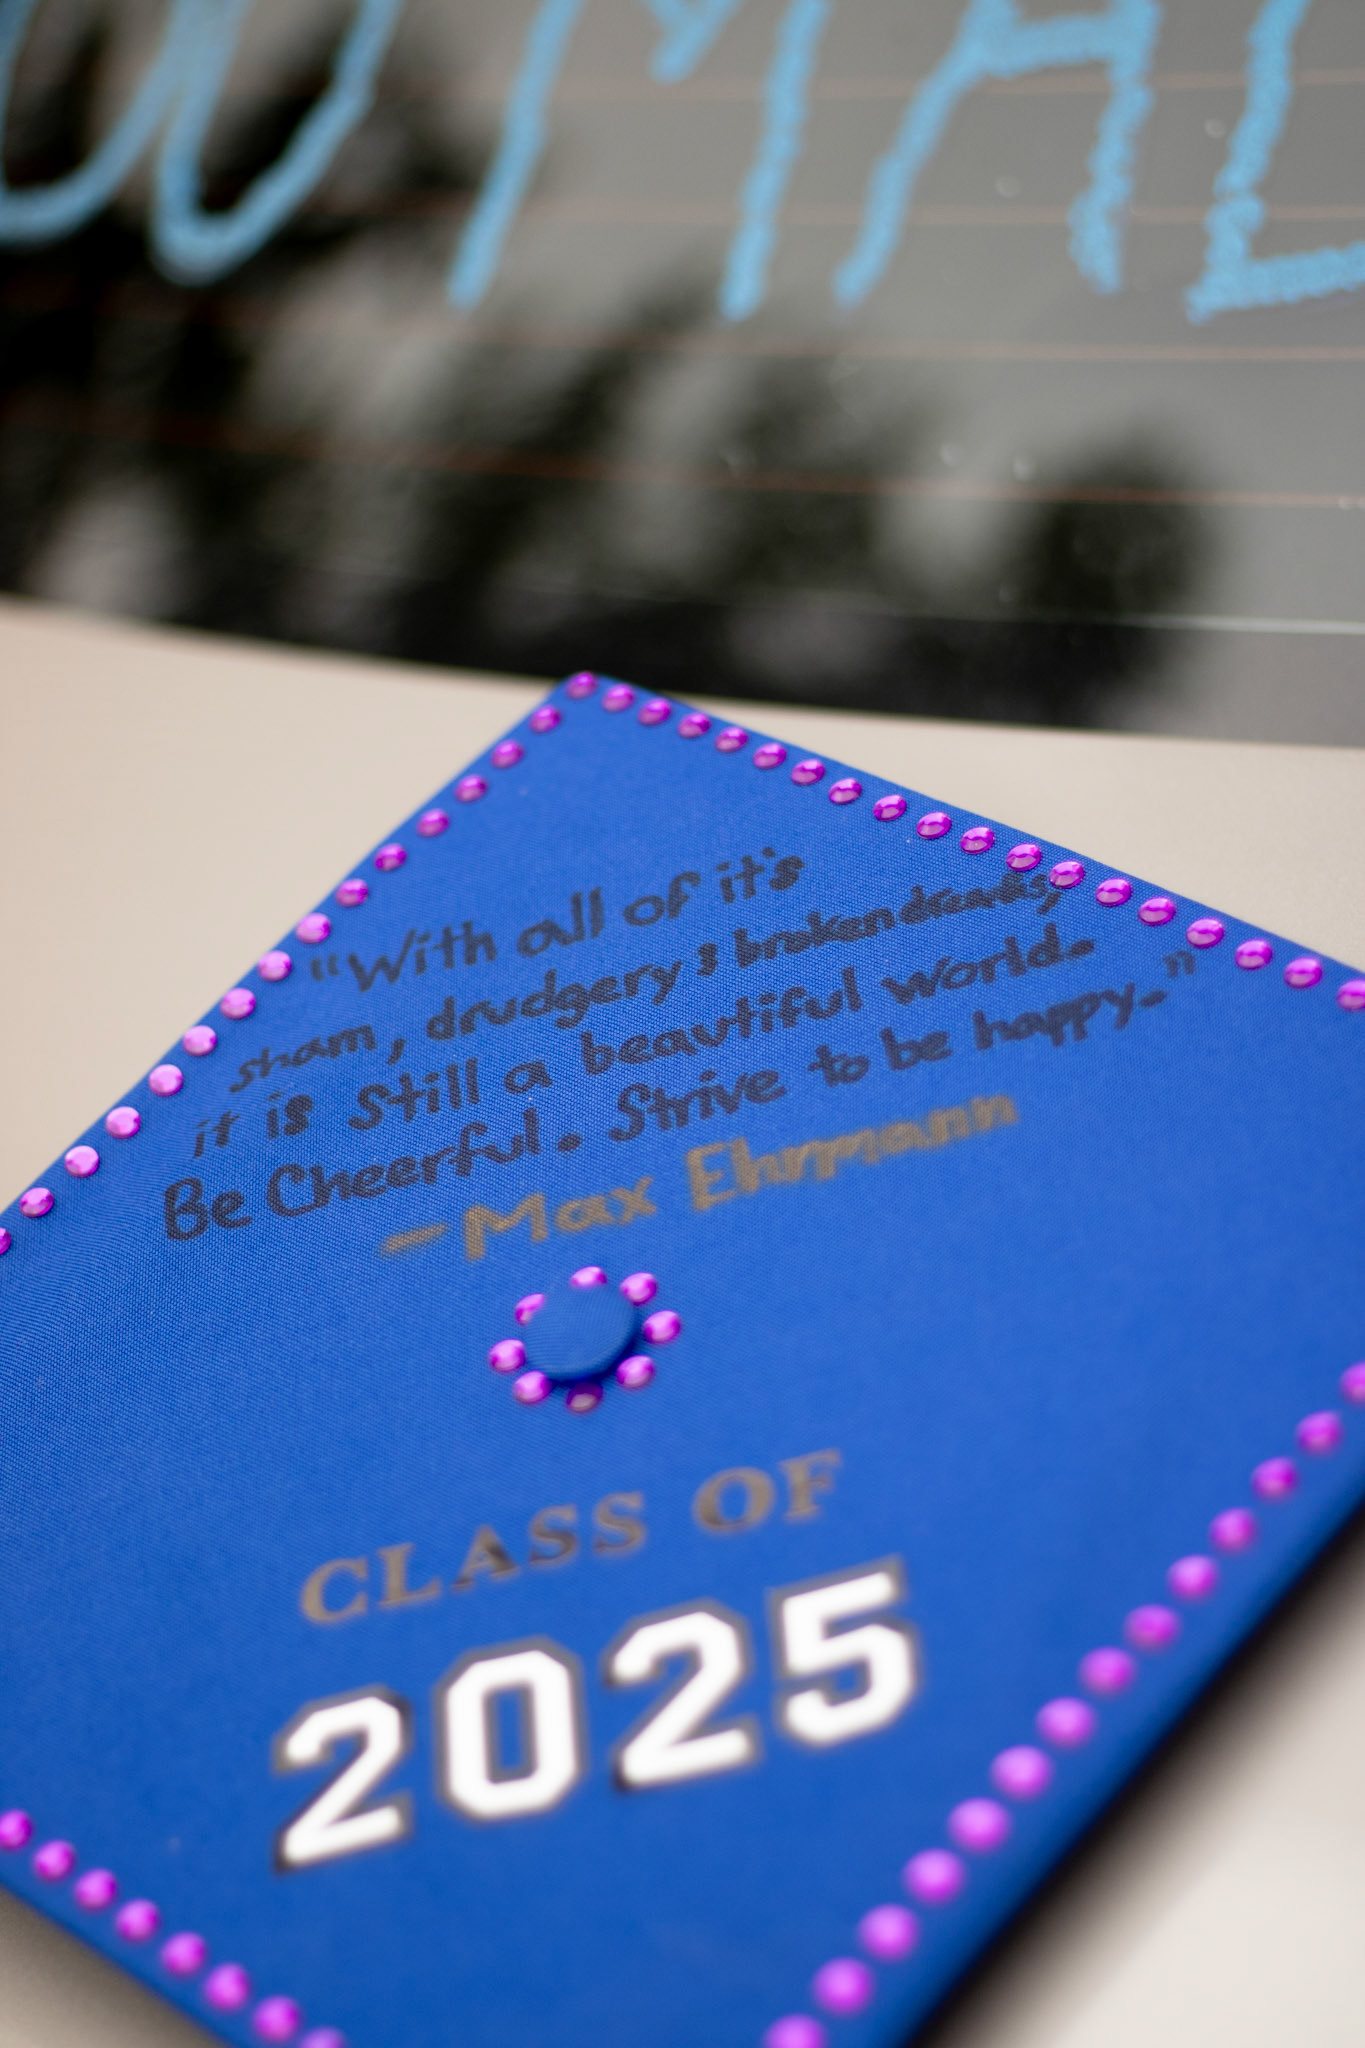 "With all of it's
sham, drudgery & broken dreams,
it is still a beautiful world.
Be Cheerful. Strive to be happy."
—Max Ehrmann
CLASS OF
2025